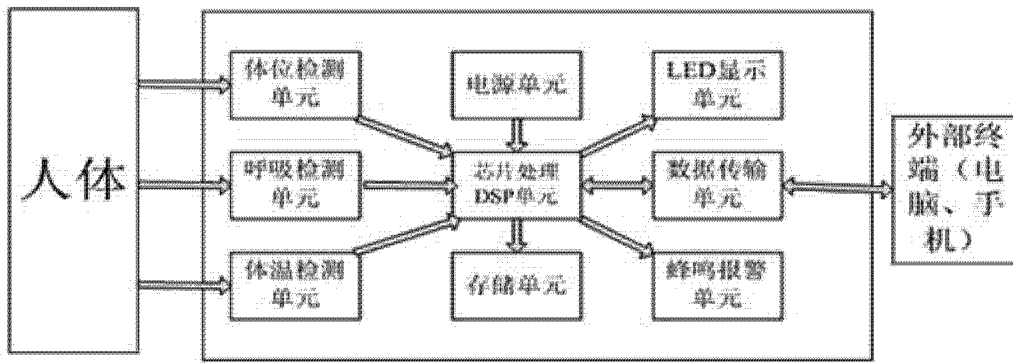 人体
体位检测
单元
呼吸检测
单元
体温检测
单元
电源单元
芯片处理
DSP单元
存储单元
LED显示
单元
数据传输
单元
蜂鸣报警
单元
外部终
端（电
脑、手
机）